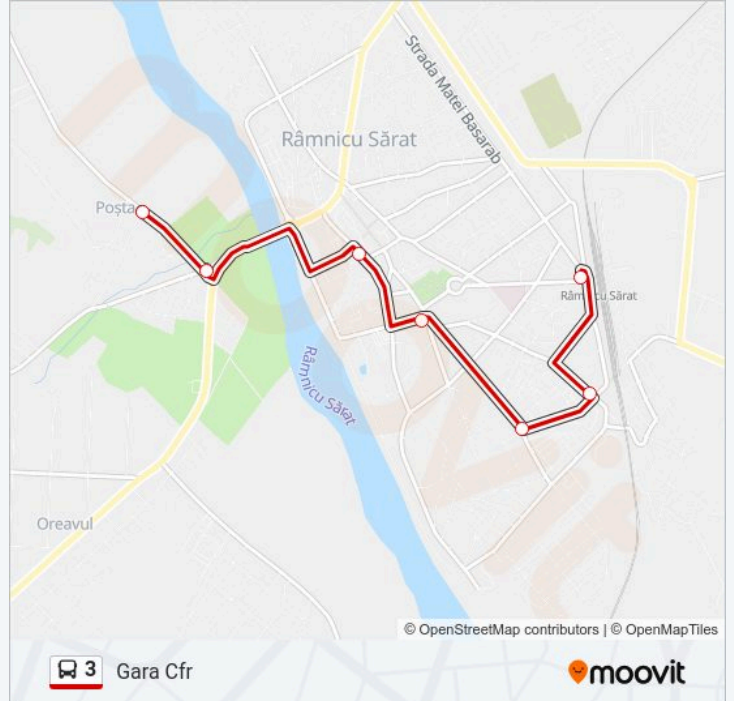 Strada Matei Basarab
Râmnicu Sărat
Poșta
Râmnicu Sărat
Râmnicu Sărat
Oreavul
© OpenStreetMap contributors | © OpenMapTiles
3 Gara Cfr
moovit